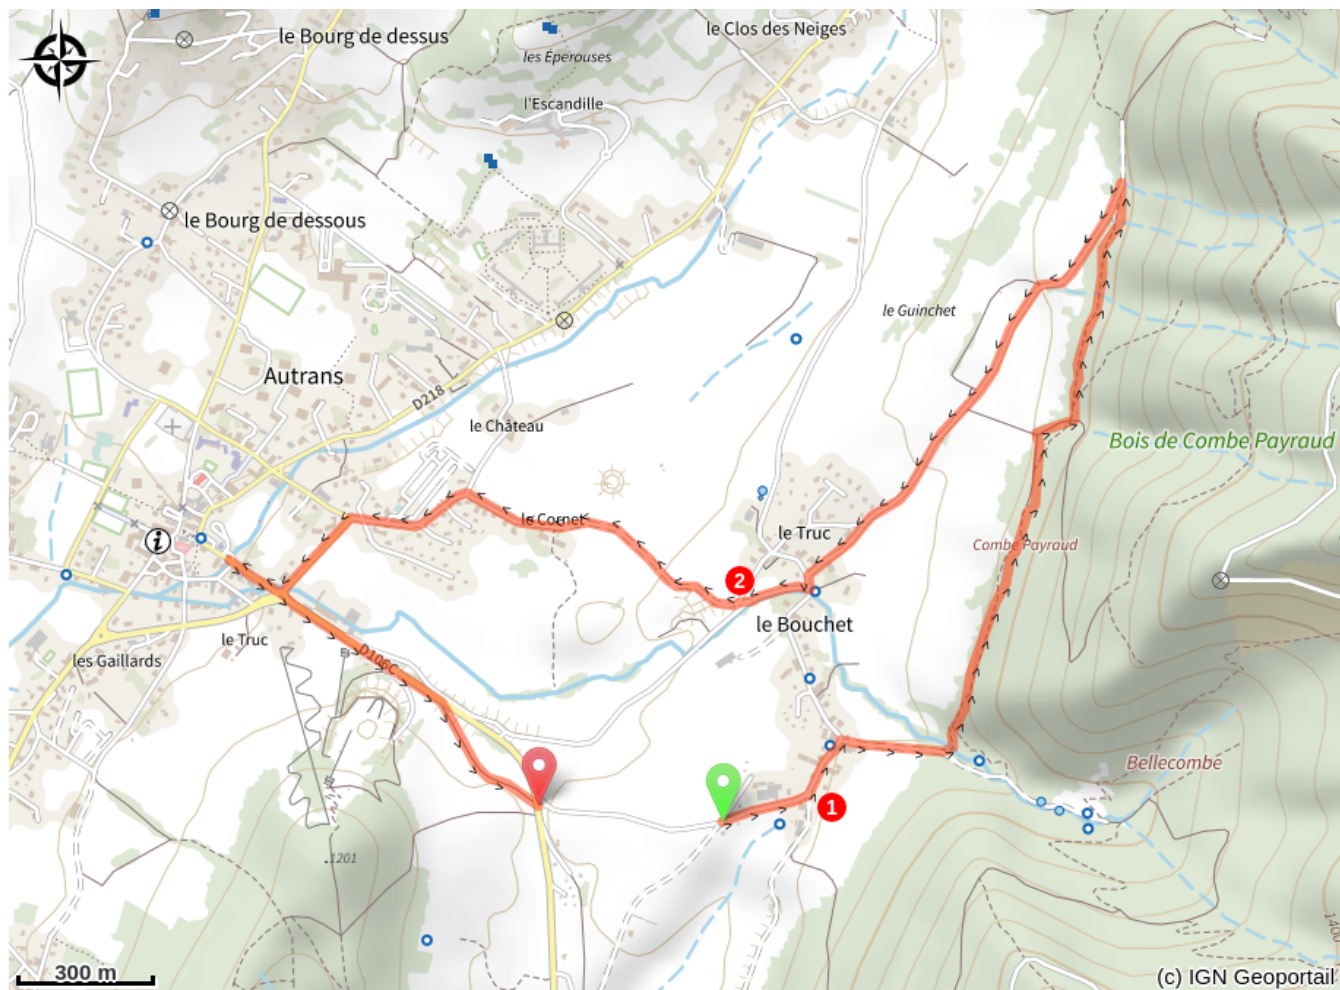 le Bourg de dessus
le Clos des Neiges
les Éperouses
l'Escandille
le Bourg de dessous
le Guinchet
Autrans
D218
le Château
Bois de Combe Payraud
le Cornet
le Truc
Combe Payraud
i
2
le Bouchet
le Truc
D106C
les Gaillards
Bellecombe
1
1201
1400
300 m
(c) IGN Geoportail